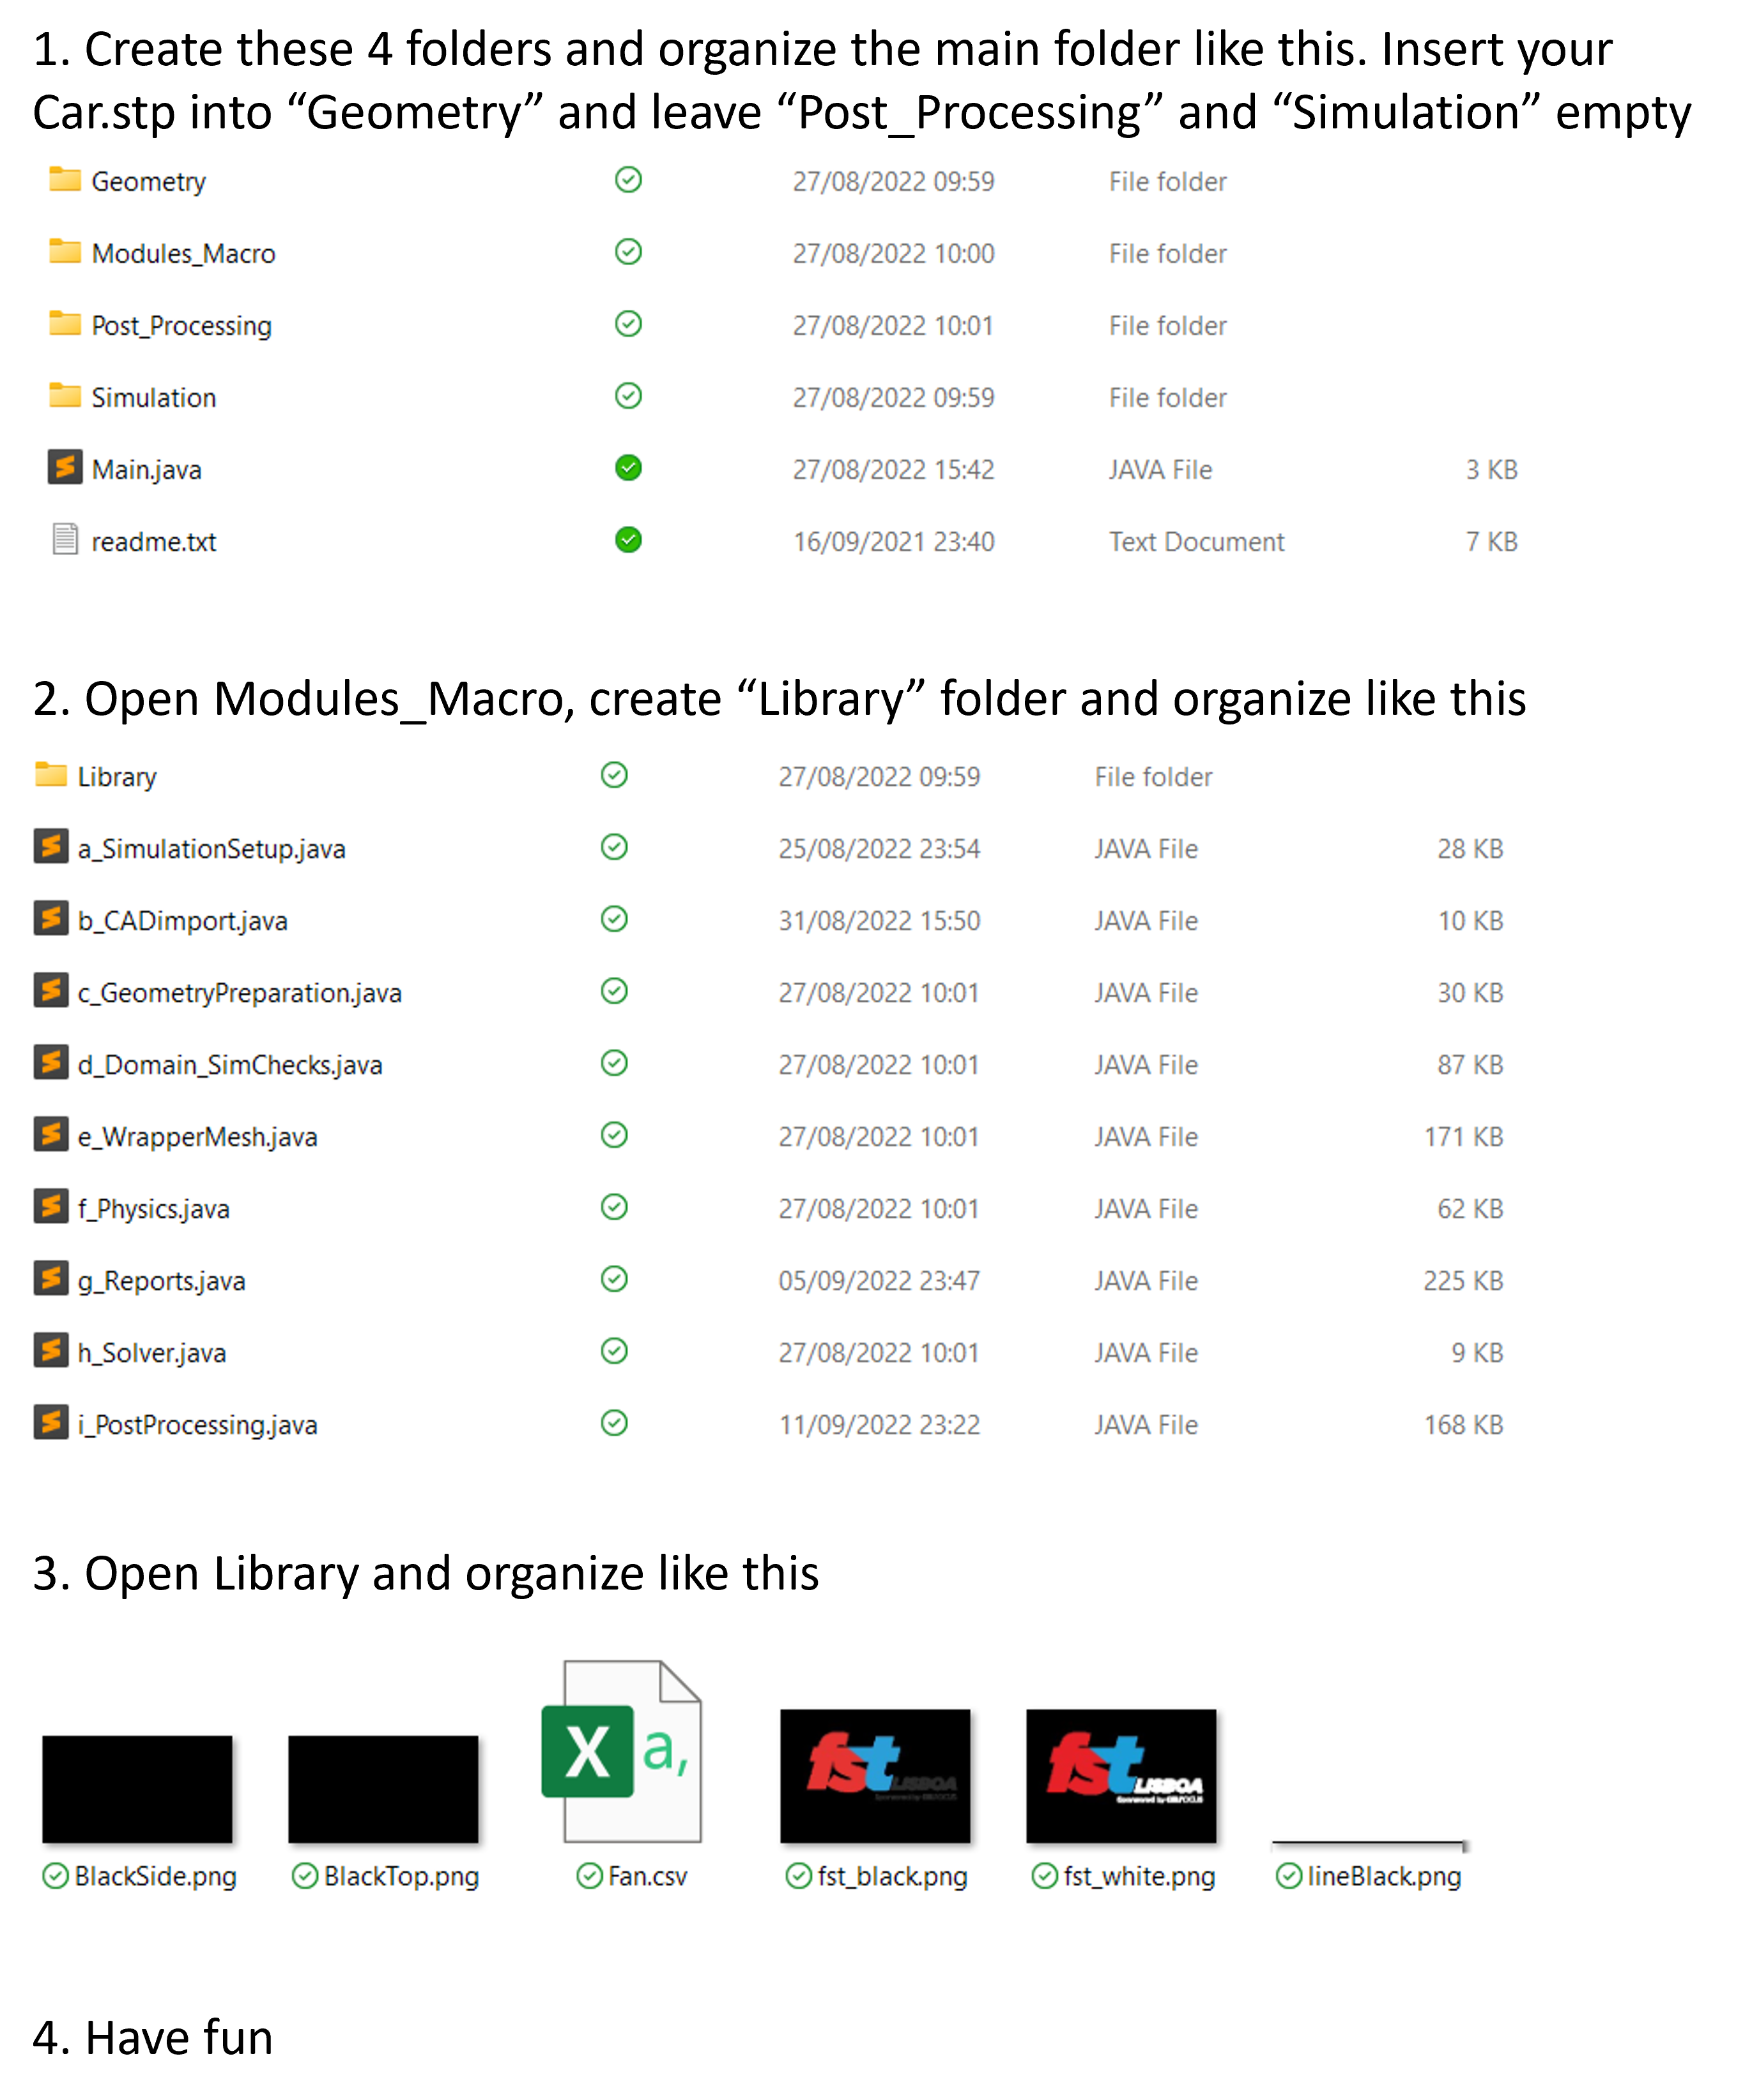 1. Create these 4 folders and organize the main folder like this. Insert your
Car.stp into “Geometry” and leave “Post_Processing” and “Simulation” empty
Geometry 27/08/2022 09:59 File folder
Modules_Macro 27/08/2022 10:00 File folder
Post_Processing 27/08/2022 10:01 File folder
Simulation 27/08/2022 09:59 File folder
Main.java 27/08/2022 15:42 JAVA File 3 KB
readme.txt 16/09/2021 23:40 Text Document 7 KB
2. Open Modules_Macro, create “Library” folder and organize like this
Library 27/08/2022 09:59 File folder
a_SimulationSetup.java 25/08/2022 23:54 JAVA File 28 KB
b_CADimport.java 31/08/2022 15:50 JAVA File 10 KB
c_GeometryPreparation.java 27/08/2022 10:01 JAVA File 30 KB
d_Domain_SimChecks.java 27/08/2022 10:01 JAVA File 87 KB
e_WrapperMesh.java 27/08/2022 10:01 JAVA File 171 KB
f_Physics.java 27/08/2022 10:01 JAVA File 62 KB
g_Reports.java 05/09/2022 23:47 JAVA File 225 KB
h_Solver.java 27/08/2022 10:01 JAVA File 9 KB
i_PostProcessing.java 11/09/2022 23:22 JAVA File 168 KB
3. Open Library and organize like this
X a,
fst LISBOA
fst LISBOA
BlackSide.png BlackTop.png Fan.csv fst_black.png fst_white.png lineBlack.png
4. Have fun